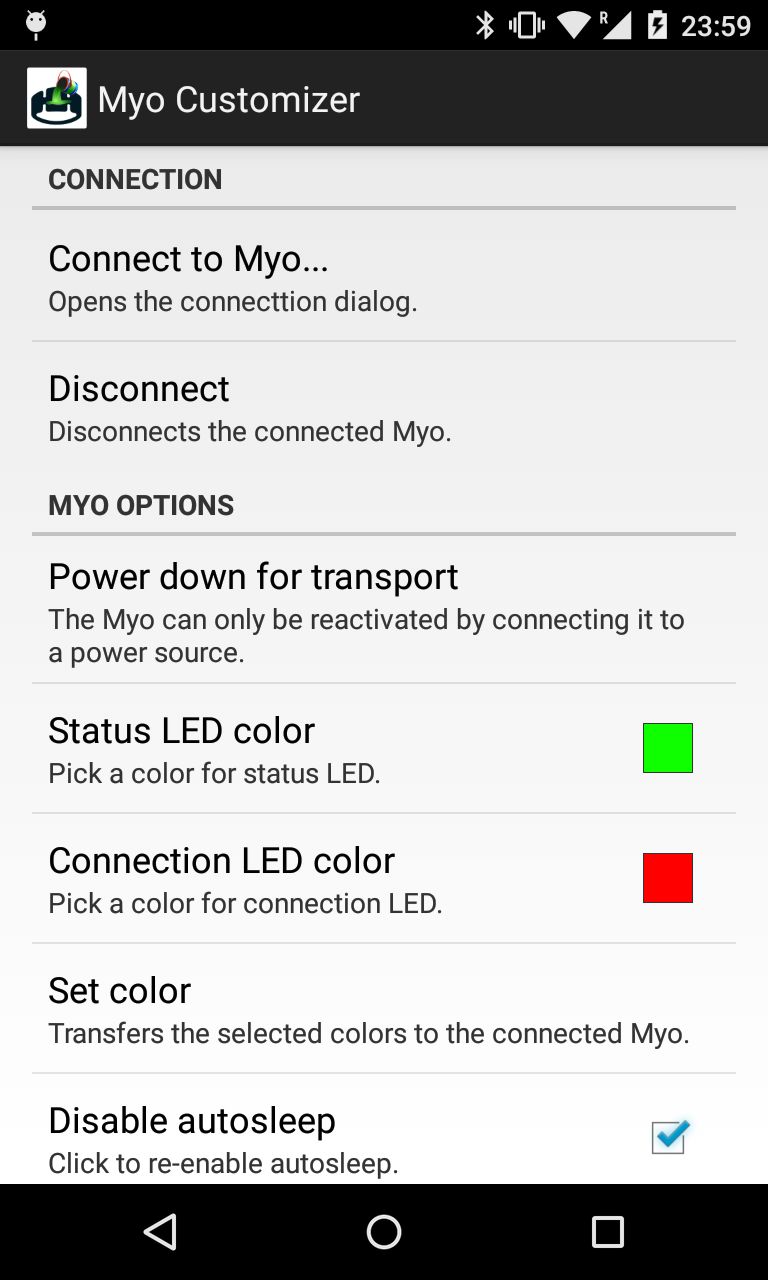 R
23:59
Myo Customizer
CONNECTION
Connect to Myo...
Opens the connecttion dialog.
Disconnect
Disconnects the connected Myo.
MYO OPTIONS
Power down for transport
The Myo can only be reactivated by connecting it to
a power source.
Status LED color
Pick a color for status LED.
Connection LED color
Pick a color for connection LED.
Set color
Transfers the selected colors to the connected Myo.
Disable autosleep
Click to re-enable autosleep.